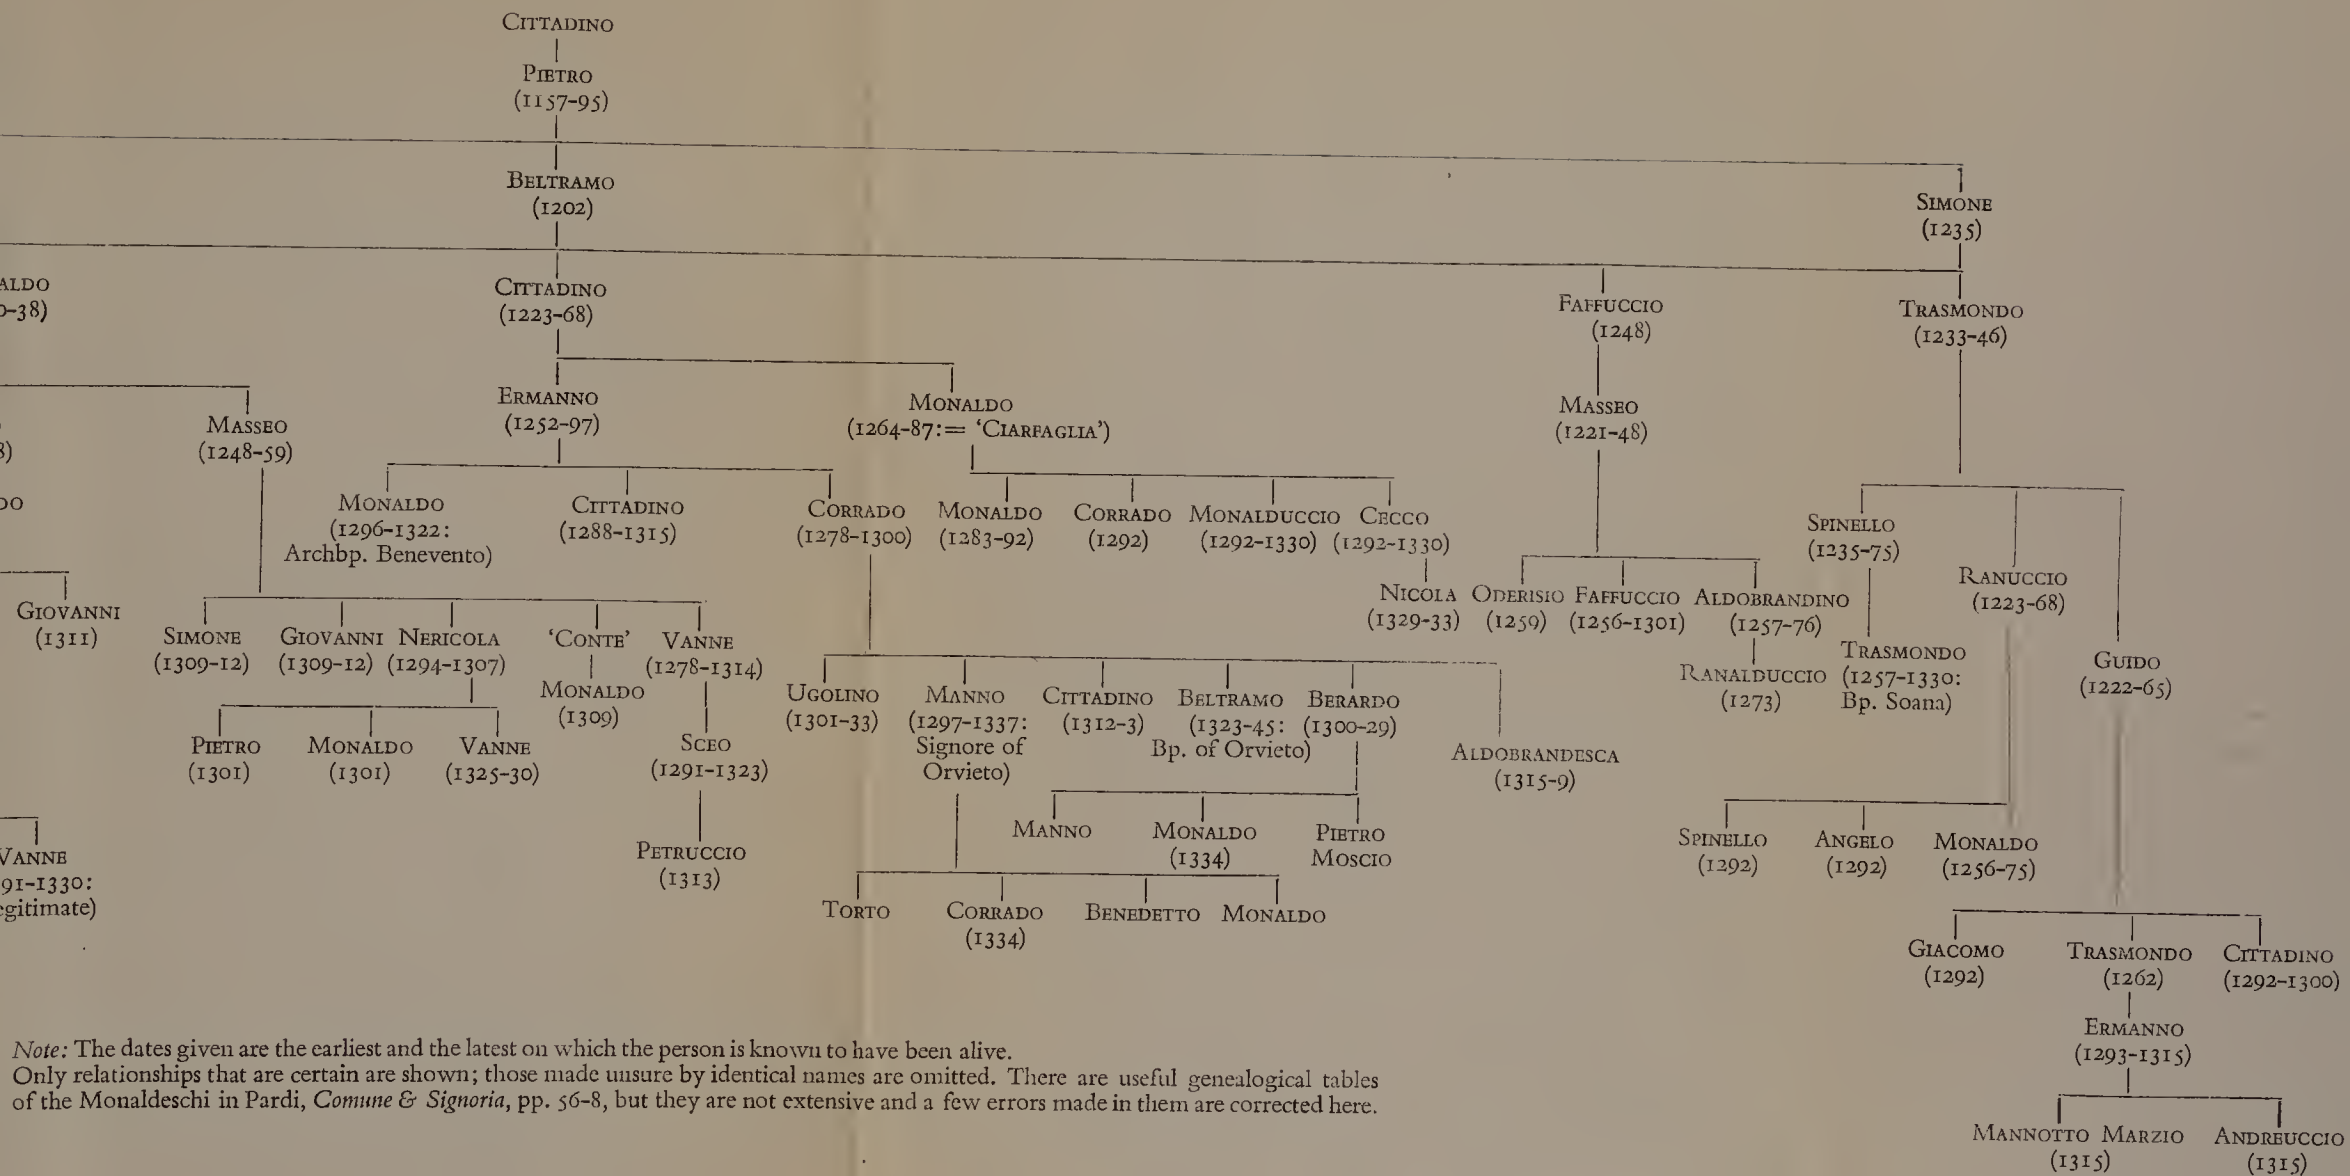 CITTADINO
PIETRO
(1157-95)
BELTRAMO
(1202)
SIMONE
(1235)
ALDO
0-38)
CITTADINO
(1223-68)
FAFFUCCIO
(1248)
TRASMONDO
(1233-46)
MASSEO
(1248-59)
ERMANNO
(1252-97)
MONALDO
(1264-87:= 'CIARFAGLIA')
MASSEO
(1221-48)
8)
DO
MONALDO
(1296-1322:
Archbp. Benevento)
CITTADINO
(1288-1315)
CORRADO
(1278-1300)
MONALDO
(1283-92)
CORRADO
(1292)
MONALDUCCIO
(1292-1330)
CECCO
(1292-1330)
SPINELLO
(1235-75)
RANUCCIO
(1223-68)
GUIDO
(1222-65)
GIOVANNI
(1311)
SIMONE
(1309-12)
GIOVANNI
(1309-12)
NERICOLA
(1294-1307)
'CONTE'
VANNE
(1278-1314)
NICOLA
(1329-33)
ODERISIO
(1259)
FAFFUCCIO
(1256-1301)
ALDOBRANDINO
(1257-76)
RANALDUCCIO
(1273)
TRASMONDO
(1257-1330:
Bp. Soana)
MONALDO
(1309)
UGOLINO
(1301-33)
MANNO
(1297-1337:
Signore of
Orvieto)
CITTADINO
(1312-3)
BELTRAMO
(1323-45:
Bp. of Orvieto)
BERARDO
(1300-29)
ALDOBRANDESCA
(1315-9)
PIETRO
(1301)
MONALDO
(1301)
VANNE
(1325-30)
SCEO
(1291-1323)
PETRUCCIO
(1313)
MANNO
MONALDO
(1334)
PIETRO
MOSCIO
SPINELLO
(1292)
ANGELO
(1292)
MONALDO
(1256-75)
VANNE
91-1330:
egitimate)
TORTO
CORRADO
(1334)
BENEDETTO
MONALDO
GIACOMO
(1292)
TRASMONDO
(1262)
CITTADINO
(1292-1300)
ERMANNO
(1293-1315)
MANNOTTO MARZIO
(1315)
ANDREUCCIO
(1315)
Note: The dates given are the earliest and the latest on which the person is known to have been alive.
Only relationships that are certain are shown; those made unsure by identical names are omitted. There are useful genealogical tables
of the Monaldeschi in Pardi, Comune & Signoria, pp. 56-8, but they are not extensive and a few errors made in them are corrected here.